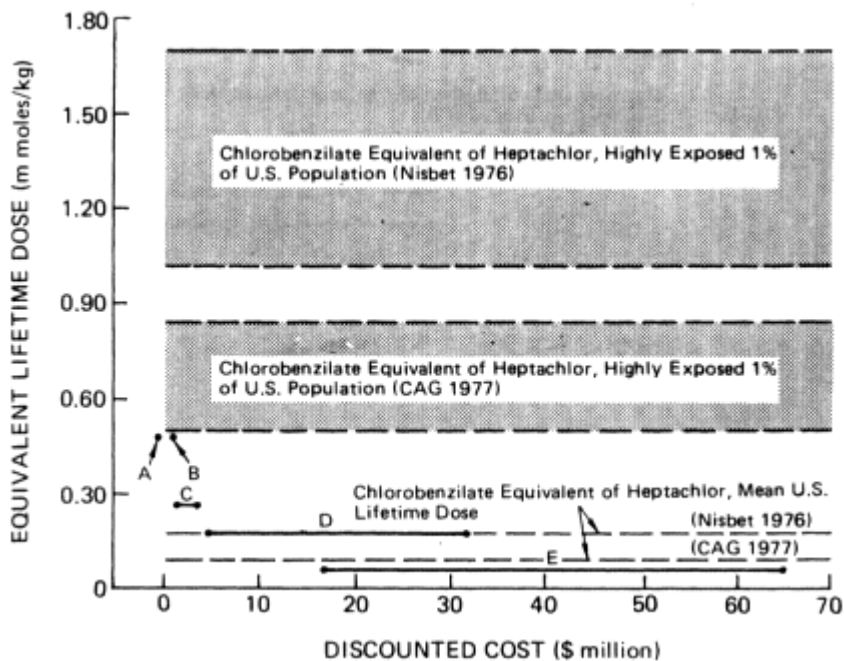 EQUIVALENT LIFETIME DOSE (m moles/kg)
1.80
1.50
1.20
0.90
0.60
0.30
0
Chlorobenzilate Equivalent of Heptachlor, Highly Exposed 1%
of U.S. Population (Nisbet 1976)
Chlorobenzilate Equivalent of Heptachlor, Highly Exposed 1%
of U.S. Population (CAG 1977)
A
B
C
Chlorobenzilate Equivalent of Heptachlor, Mean U.S.
Lifetime Dose
D
(Nisbet 1976)
(CAG 1977)
E
0 10 20 30 40 50 60 70
DISCOUNTED COST ($ million)